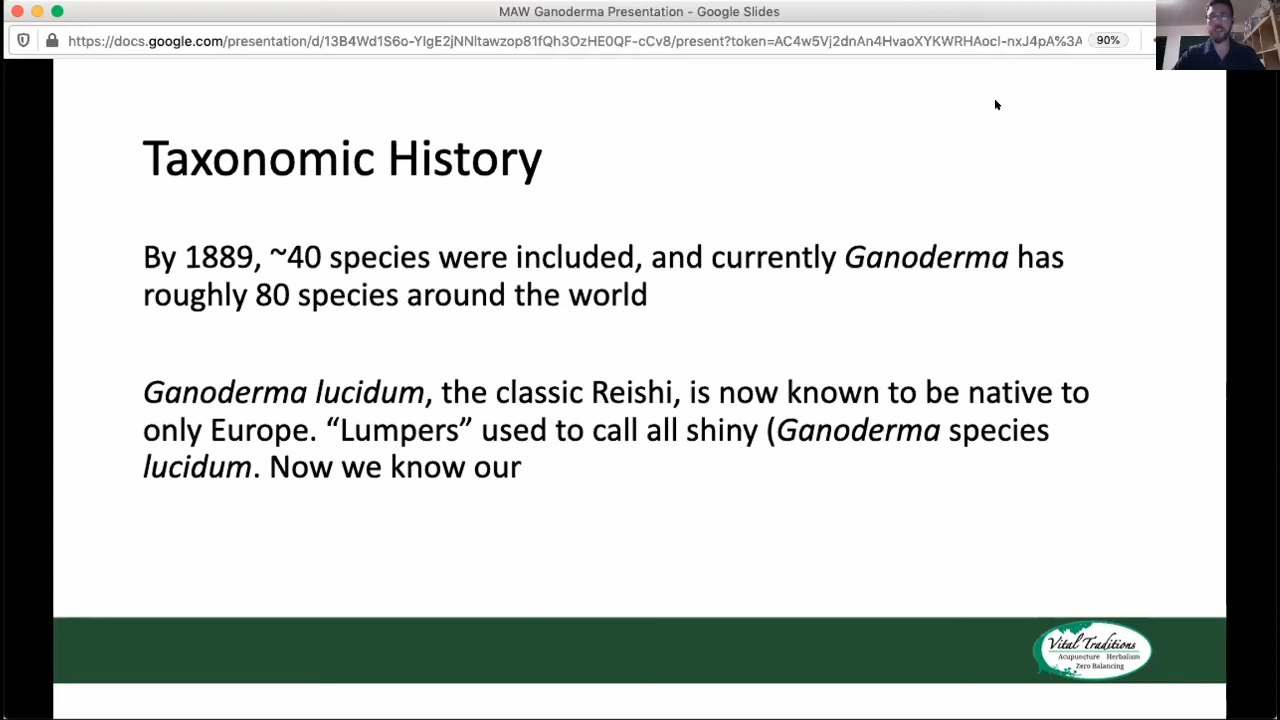 MAW Ganoderma Presentation - Google Slides
https://docs.google.com/presentation/d/13B4Wd1S6o-YIgE2jNNltawzop81fQh3OzHE0QF-cCv8/present?token=AC4w5Vj2dnAn4HvaoXYKWRHAocI-nxJ4pA%3A
90%
Taxonomic History
By 1889, ~40 species were included, and currently Ganoderma has
roughly 80 species around the world
Ganoderma lucidum, the classic Reishi, is now known to be native to
only Europe. “Lumpers” used to call all shiny (Ganoderma species
lucidum. Now we know our
Vital Traditions
Acupuncture Herbalism
Zero Balancing